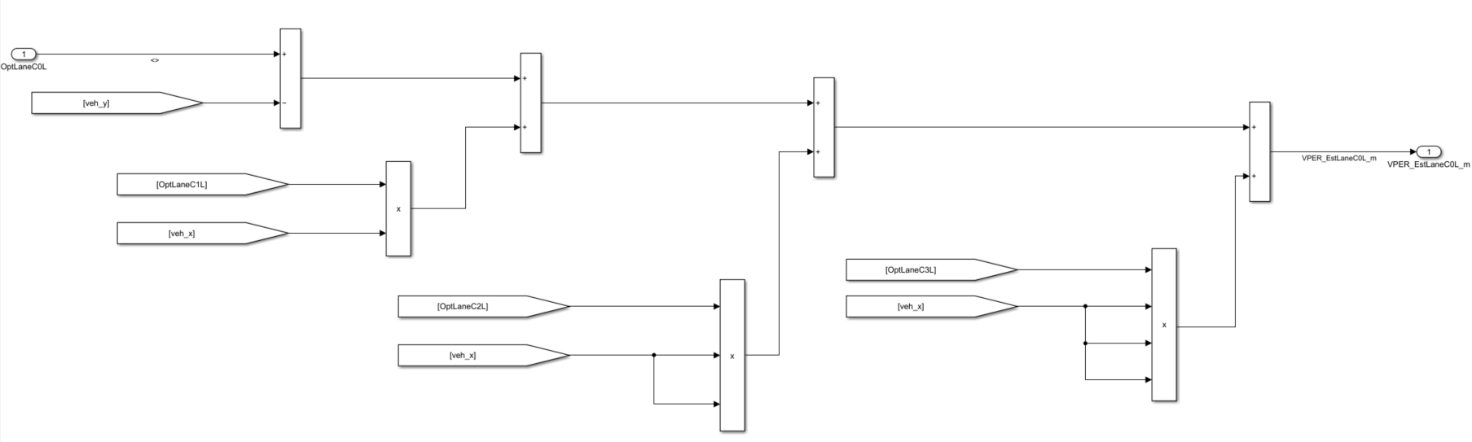 1
OptLaneC0L
<>
+
[veh_y]
−
+
+
[OptLaneC1L]
[veh_x]
x
+
+
[OptLaneC2L]
[veh_x]
x
[OptLaneC3L]
[veh_x]
x
+
+
VPER_EstLaneC0L_m
1
VPER_EstLaneC0L_m